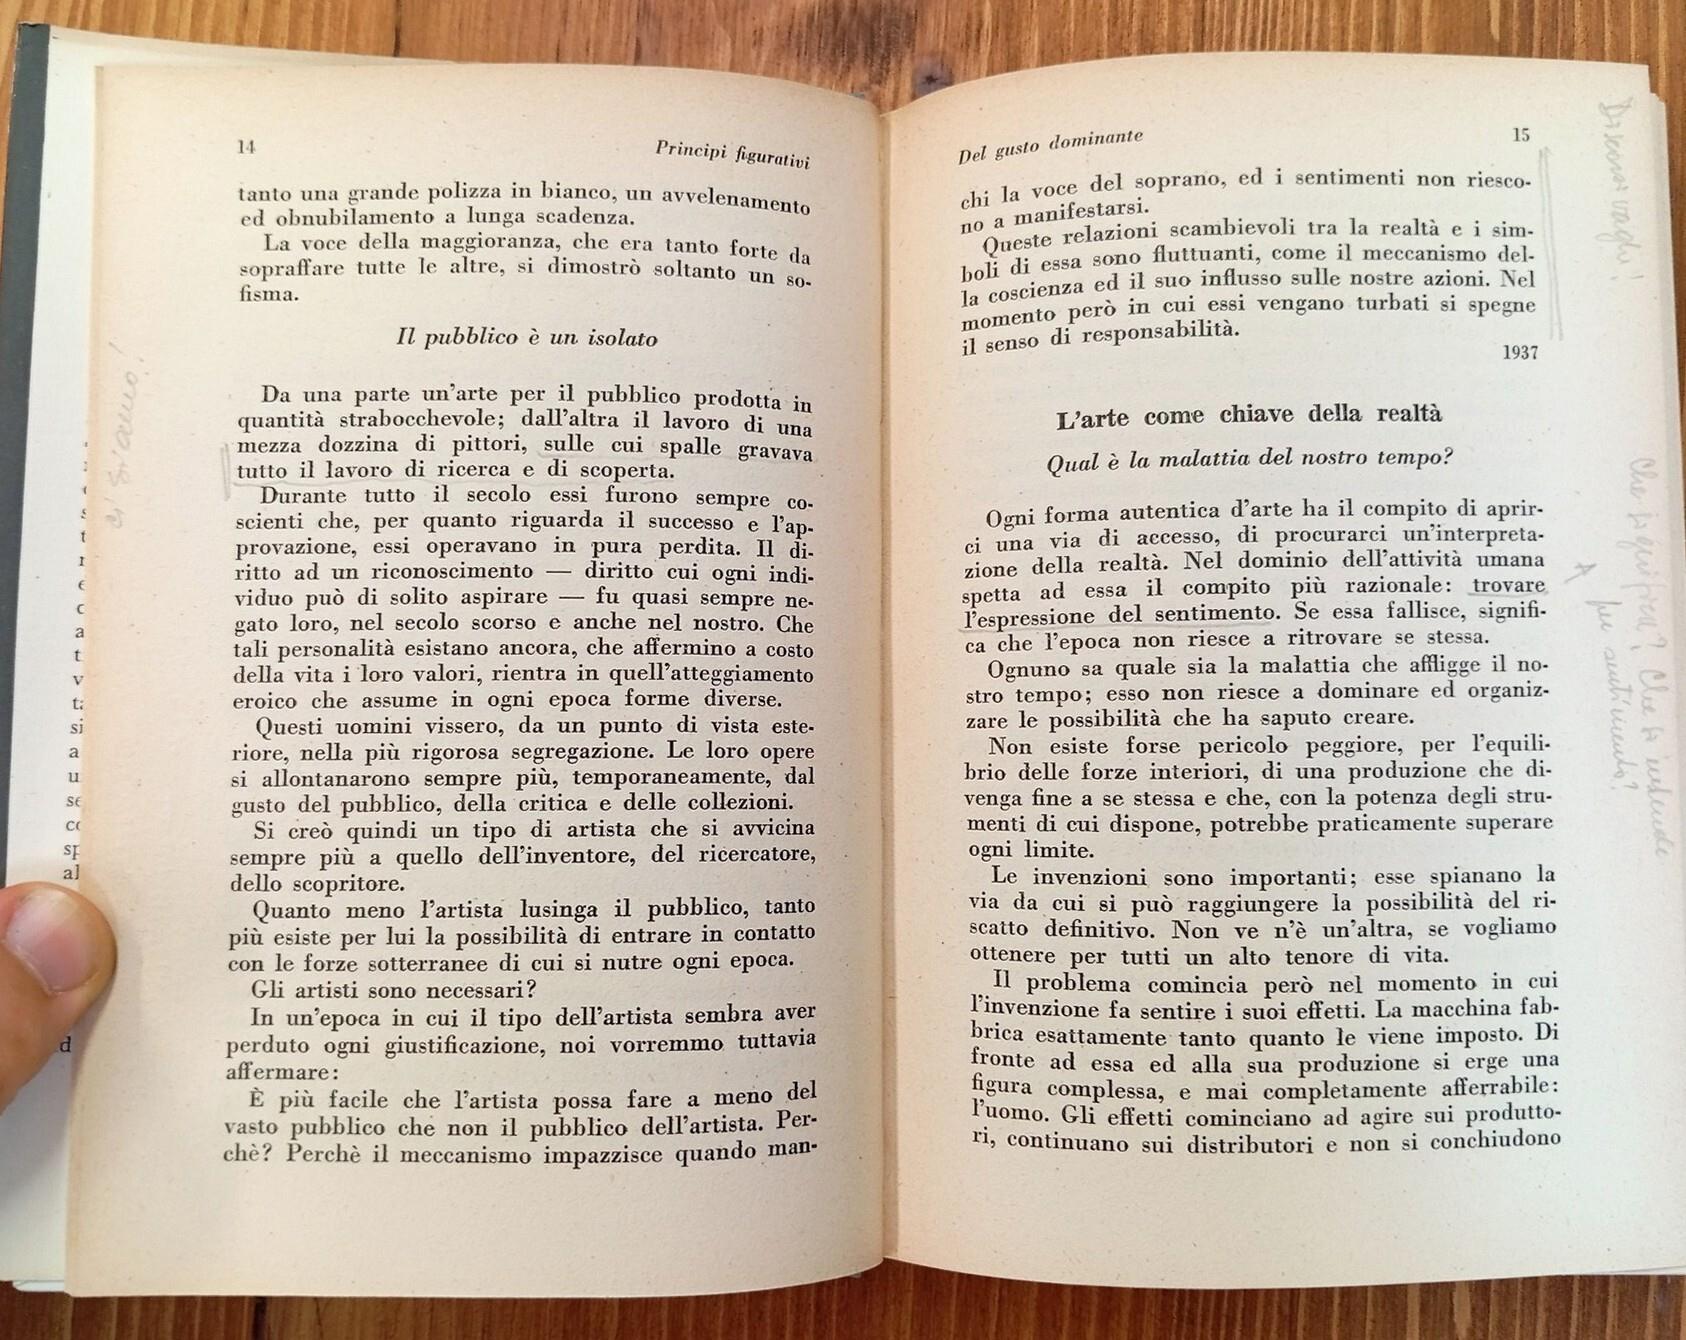 14
Principi figurativi
tanto una grande polizza in bianco, un avvelenamento
ed obnubilamento a lunga scadenza.
La voce della maggioranza, che era tanto forte da
sopraffare tutte le altre, si dimostrò soltanto un so-
fisma.
Il pubblico è un isolato
Da una parte un'arte per il pubblico prodotta in
quantità strabocchevole; dall'altra il lavoro di una
mezza dozzina di pittori, sulle cui spalle gravava
tutto il lavoro di ricerca e di scoperta.
Durante tutto il secolo essi furono sempre co-
scienti che, per quanto riguarda il successo e l'ap-
provazione, essi operavano in pura perdita. Il di-
ritto ad un riconoscimento — diritto cui ogni indi-
viduo può di solito aspirare — fu quasi sempre ne-
gato loro, nel secolo scorso e anche nel nostro. Che
tali personalità esistano ancora, che affermino a costo
della vita i loro valori, rientra in quell'atteggiamento
eroico che assume in ogni epoca forme diverse.
Questi uomini vissero, da un punto di vista este-
riore, nella più rigorosa segregazione. Le loro opere
si allontanarono sempre più, temporaneamente, dal
gusto del pubblico, della critica e delle collezioni.
Si creò quindi un tipo di artista che si avvicina
sempre più a quello dell'inventore, del ricercatore,
dello scopritore.
Quanto meno l'artista lusinga il pubblico, tanto
più esiste per lui la possibilità di entrare in contatto
con le forze sotterranee di cui si nutre ogni epoca.
Gli artisti sono necessari?
In un'epoca in cui il tipo dell'artista sembra aver
perduto ogni giustificazione, noi vorremmo tuttavia
affermare:
È più facile che l'artista possa fare a meno del
vasto pubblico che non il pubblico dell'artista. Per-
chè? Perchè il meccanismo impazzisce quando man-
ci siamo!
Del gusto dominante
15
chi la voce del soprano, ed i sentimenti non riesco-
no a manifestarsi.
Queste relazioni scambievoli tra la realtà e i sim-
boli di essa sono fluttuanti, come il meccanismo del-
la coscienza ed il suo influsso sulle nostre azioni. Nel
momento però in cui essi vengano turbati si spegne
il senso di responsabilità.
1937
L'arte come chiave della realtà
Qual è la malattia del nostro tempo?
Ogni forma autentica d'arte ha il compito di aprir-
ci una via di accesso, di procurarci un'interpreta-
zione della realtà. Nel dominio dell'attività umana
spetta ad essa il compito più razionale: trovare
l'espressione del sentimento. Se essa fallisce, signifi-
ca che l'epoca non riesce a ritrovare se stessa.
Ognuno sa quale sia la malattia che affligge il no-
stro tempo; esso non riesce a dominare ed organiz-
zare le possibilità che ha saputo creare.
Non esiste forse pericolo peggiore, per l'equili-
brio delle forze interiori, di una produzione che di-
venga fine a se stessa e che, con la potenza degli stru-
menti di cui dispone, potrebbe praticamente superare
ogni limite.
Le invenzioni sono importanti; esse spianano la
via da cui si può raggiungere la possibilità del ri-
scatto definitivo. Non ve n'è un'altra, se vogliamo
ottenere per tutti un alto tenore di vita.
Il problema comincia però nel momento in cui
l'invenzione fa sentire i suoi effetti. La macchina fab-
brica esattamente tanto quanto le viene imposto. Di
fronte ad essa ed alla sua produzione si erge una
figura complessa, e mai completamente afferrabile:
l'uomo. Gli effetti cominciano ad agire sui produtto-
ri, continuano sui distributori e non si conchiudono
Discorsi vaghi!
Che significa? Che si intende
per sentimento?